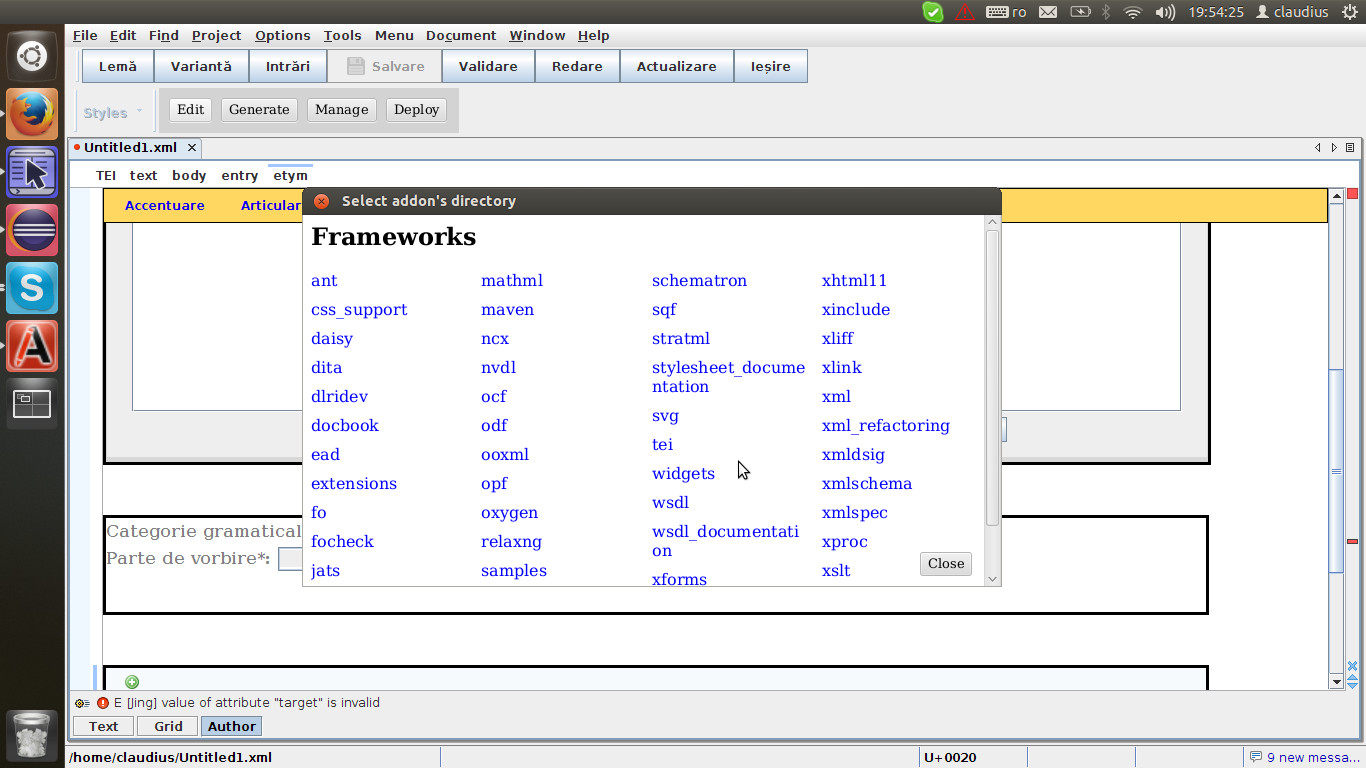 ro 19:54:25 claudius
File Edit Find Project Options Tools Menu Document Window Help
Lemă Variantă Intrări Salvare Validare Redare Actualizare Ieșire
Styles Edit Generate Manage Deploy
Untitled1.xml
TEI text body entry etym
Accentuare Articular
Select addon's directory
Frameworks
ant mathml schematron xhtml11
css_support maven sqf xinclude
daisy ncx stratml xliff
dita nvdl stylesheet_docume xlink
ntation
dlridev ocf xml
docbook odf svg xml_refactoring
ead ooxml tei xmldsig
extensions opf widgets xmlschema
fo oxygen wsdl xmlspec
focheck relaxng wsdl_documentati xproc
on
jats samples xforms xslt
Close
Categorie gramatical
Parte de vorbire*:
E [Jing] value of attribute "target" is invalid
Text Grid Author
/home/claudius/Untitled1.xml U+0020 9 new messa...